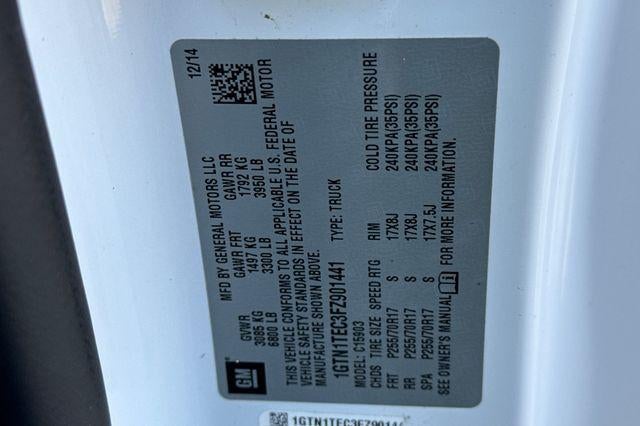 GM
MFD BY GENERAL MOTORS LLC 12/14
GVWR GAWR FRT GAWR RR
3085 KG 1497 KG 1792 KG
6800 LB 3300 LB 3950 LB
THIS VEHICLE CONFORMS TO ALL APPLICABLE U.S. FEDERAL MOTOR
VEHICLE SAFETY STANDARDS IN EFFECT ON THE DATE OF
MANUFACTURE SHOWN ABOVE.
1GTN1TEC3FZ901441 TYPE: TRUCK
MODEL: C15903
CHDS TIRE SIZE SPEED RTG RIM COLD TIRE PRESSURE
FRT P255/70R17 S 17X8J 240KPA(35PSI)
RR P255/70R17 S 17X8J 240KPA(35PSI)
SPA P255/70R17 S 17X7.5J 240KPA(35PSI)
SEE OWNER'S MANUAL FOR MORE INFORMATION.
1GTN1TEC3FZ90144